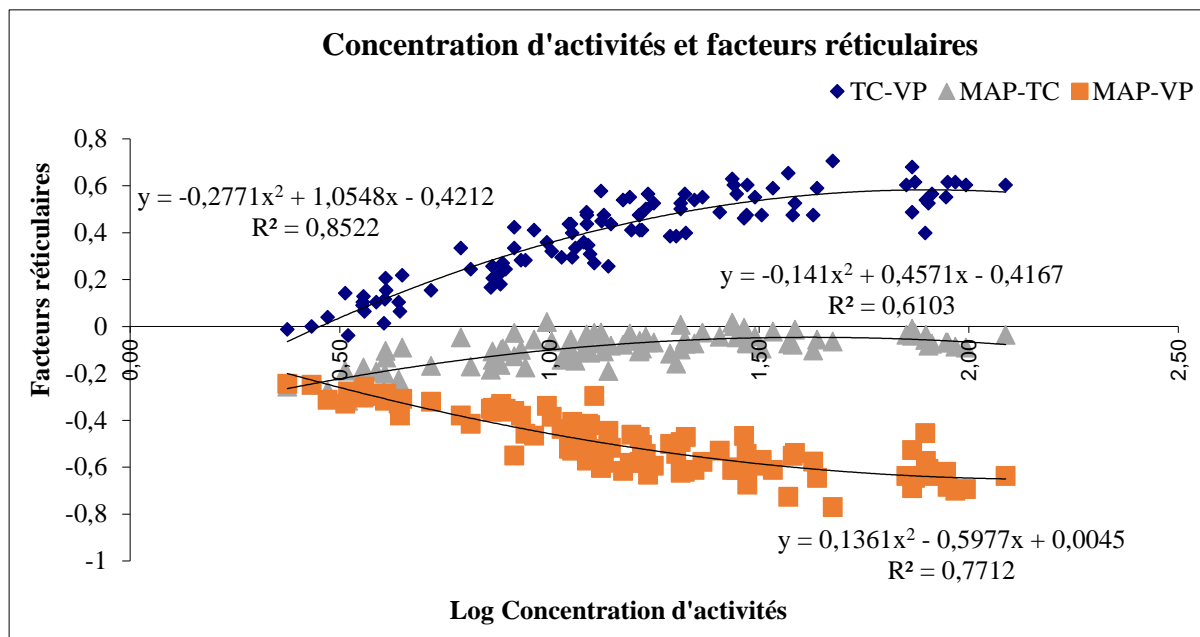 Concentration d'activités et facteurs réticulaires
TC-VP MAP-TC MAP-VP
Facteurs réticulaires
0,8
0,6
0,4
0,2
0
-0,2
-0,4
-0,6
-0,8
-1
y = -0,2771x² + 1,0548x - 0,4212
R² = 0,8522
y = -0,141x² + 0,4571x - 0,4167
R² = 0,6103
0,00 0,50 1,00 1,50 2,00 2,50
y = 0,1361x² - 0,5977x + 0,0045
R² = 0,7712
Log Concentration d'activités